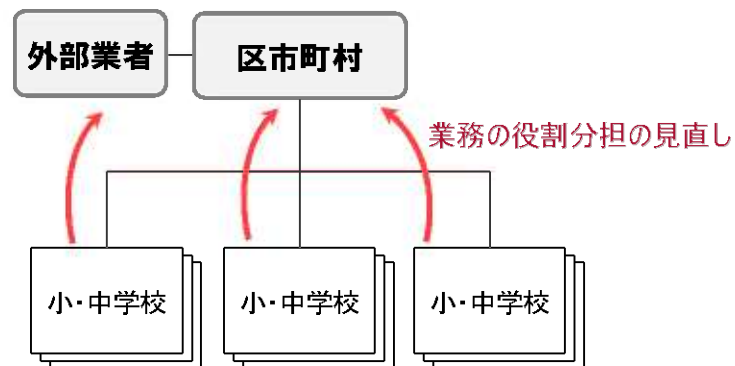 外部業者
区市町村
業務の役割分担の見直し
小・中学校
小・中学校
小・中学校